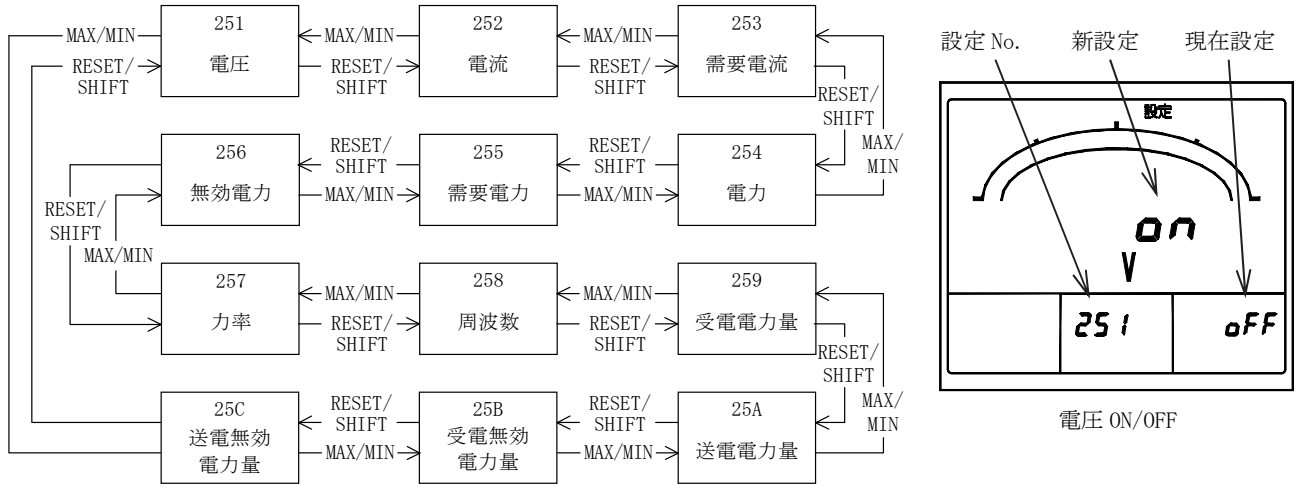 251
電圧
252
電流
253
需要電流
MAX/MIN
RESET/
SHIFT
MAX/MIN
RESET/
SHIFT
MAX/MIN
RESET/
SHIFT
RESET/
SHIFT
MAX/
MIN
256
無効電力
255
需要電力
254
電力
RESET/
SHIFT
MAX/MIN
RESET/
SHIFT
MAX/MIN
RESET/
SHIFT
MAX/MIN
257
力率
258
周波数
259
受電電力量
MAX/MIN
RESET/
SHIFT
MAX/MIN
RESET/
SHIFT
RESET/
SHIFT
MAX/
MIN
25C
送電無効
電力量
25B
受電無効
電力量
25A
送電電力量
RESET/
SHIFT
MAX/MIN
RESET/
SHIFT
MAX/MIN
設定 No.
新設定
現在設定
設定
on
V
251
oFF
電圧 ON/OFF